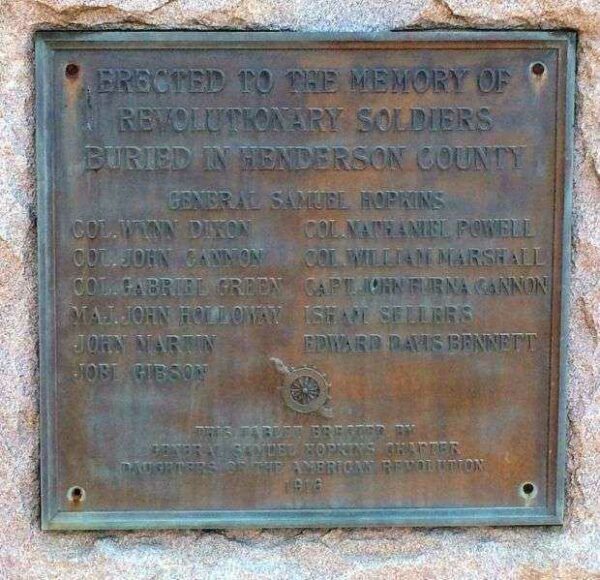 ERECTED TO THE MEMORY OF
REVOLUTIONARY SOLDIERS
BURIED IN HENDERSON COUNTY
GENERAL SAMUEL HOPKINS
COL. WYNN DIXON COL. NATHANIEL POWELL
COL. JOHN CANNON COL. WILLIAM MARSHALL
COL. GABRIEL GREEN CAPT. JOHN FURNA CANNON
MAJ. JOHN HOLLOWAY ISHAM SELLERS
JOHN MARTIN EDWARD DAVIS BENNETT
JOEL GIBSON
THIS TABLET ERECTED BY
GENERAL SAMUEL HOPKINS CHAPTER
DAUGHTERS OF THE AMERICAN REVOLUTION